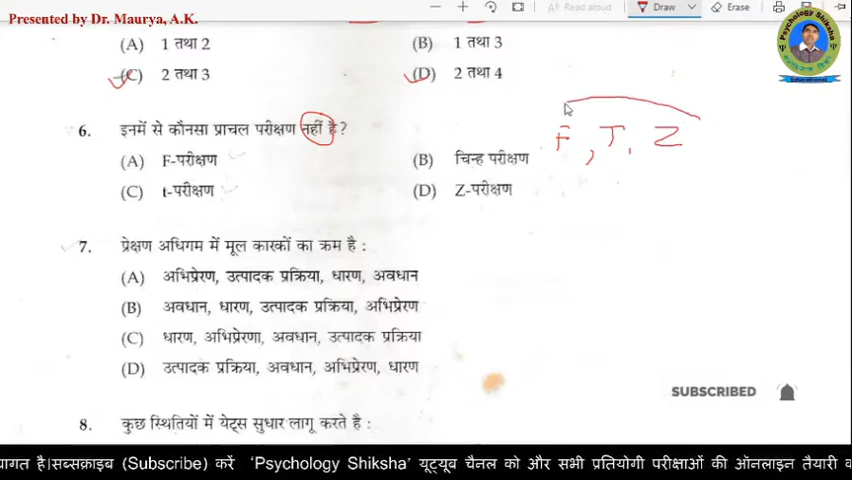 Presented by Dr. Maurya, A.K.
Read aloud
Draw
Erase
Psychology Shiksha
(A) 1 तथा 2
(B) 1 तथा 3
(C) 2 तथा 3
(D) 2 तथा 4
6. इनमें से कौनसा प्राचल परीक्षण नहीं है?
F, T, Z
(A) F-परीक्षण
(B) चिन्ह परीक्षण
(C) t-परीक्षण
(D) Z-परीक्षण
7. प्रेक्षण अधिगम में मूल कारकों का क्रम है :
(A) अभिप्रेरण, उत्पादक प्रक्रिया, धारण, अवधान
(B) अवधान, धारण, उत्पादक प्रक्रिया, अभिप्रेरण
(C) धारण, अभिप्रेरणा, अवधान, उत्पादक प्रक्रिया
(D) उत्पादक प्रक्रिया, अवधान, अभिप्रेरण, धारण
SUBSCRIBED
8. कुछ स्थितियों में येट्स सुधार लागू करते है :
यागत है।सब्सक्राइब (Subscribe) करें 'Psychology Shiksha' यूट्यूब चैनल को और सभी प्रतियोगी परीक्षाओं की ऑनलाइन तैयारी क